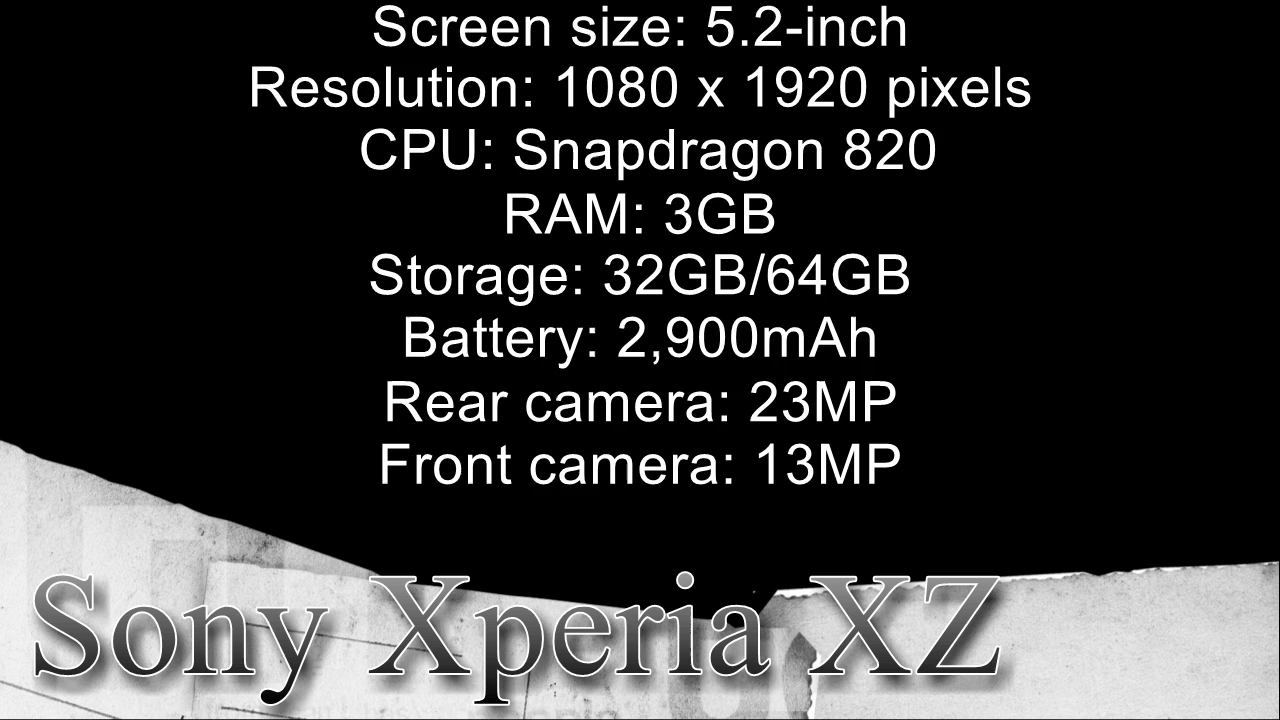 Screen size: 5.2-inch
Resolution: 1080 x 1920 pixels
CPU: Snapdragon 820
RAM: 3GB
Storage: 32GB/64GB
Battery: 2,900mAh
Rear camera: 23MP
Front camera: 13MP
Sony Xperia XZ